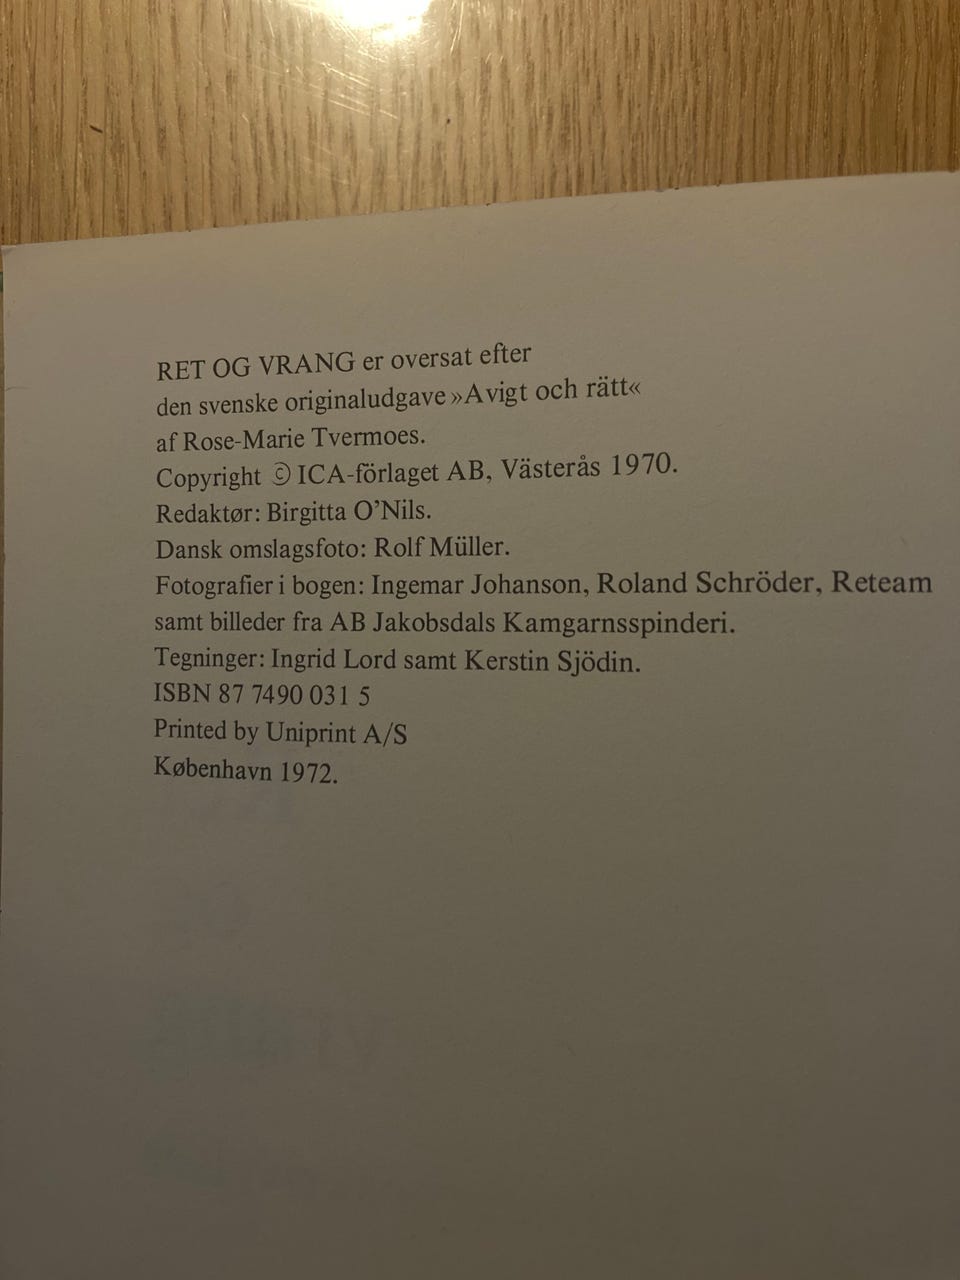 RET OG VRANG er oversat efter
den svenske originaludgave »Avigt och rätt«
af Rose-Marie Tvermoes.
Copyright © ICA-förlaget AB, Västerås 1970.
Redaktør: Birgitta O’Nils.
Dansk omslagsfoto: Rolf Müller.
Fotografier i bogen: Ingemar Johanson, Roland Schröder, Reteam
samt billeder fra AB Jakobsdals Kamgarnsspinderi.
Tegninger: Ingrid Lord samt Kerstin Sjödin.
ISBN 87 7490 031 5
Printed by Uniprint A/S
København 1972.